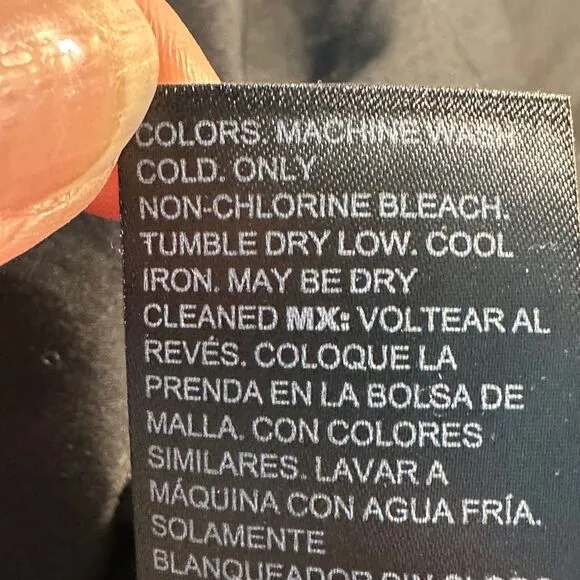 COLORS. MACHINE WASH
COLD. ONLY
NON-CHLORINE BLEACH.
TUMBLE DRY LOW. COOL
IRON. MAY BE DRY
CLEANED MX: VOLTEAR AL
REVÉS. COLOQUE LA
PRENDA EN LA BOLSA DE
MALLA. CON COLORES
SIMILARES. LAVAR A
MÁQUINA CON AGUA FRÍA.
SOLAMENTE
BLANQUEADOR SIN